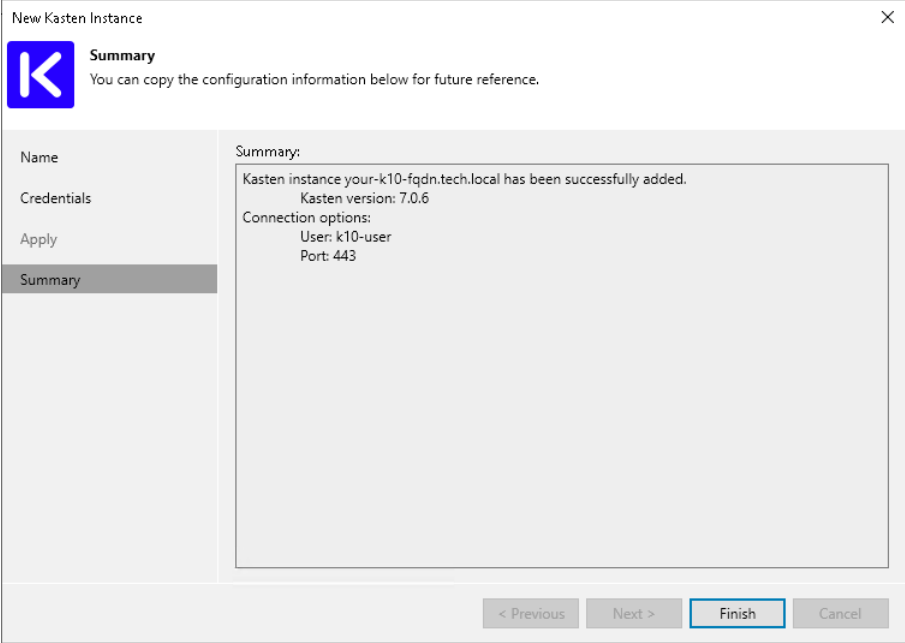 New Kasten Instance
K
Summary
You can copy the configuration information below for future reference.
Name
Credentials
Apply
Summary
Summary:
Kasten instance your-k10-fqdn.tech.local has been successfully added.
Kasten version: 7.0.6
Connection options:
User: k10-user
Port: 443
< Previous
Next >
Finish
Cancel